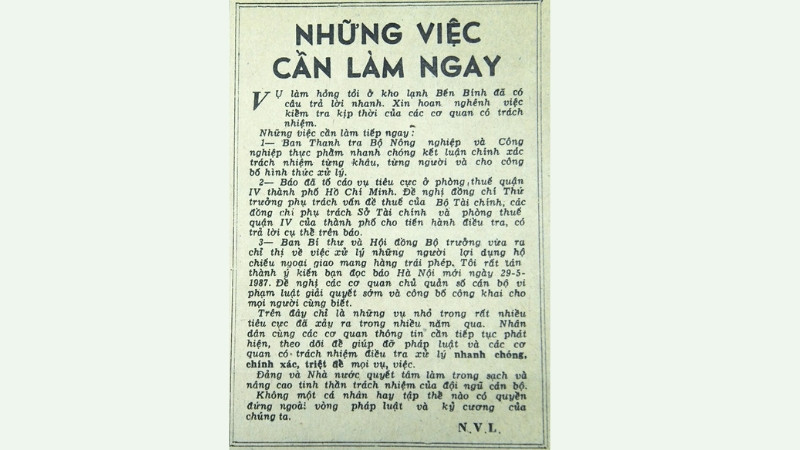 NHỮNG VIỆC
CẦN LÀM NGAY
VỤ làm hỏng tỏi ở kho lạnh Bến Bính đã có
câu trả lời nhanh. Xin hoan nghênh việc
kiểm tra kịp thời của các cơ quan có trách
nhiệm.
Những việc cần làm tiếp ngay:
1— Ban Thanh tra Bộ Nông nghiệp và Công
nghiệp thực phẩm nhanh chóng kết luận chính xác
trách nhiệm từng khâu, từng người và cho công
bố hình thức xử lý.
2— Báo đã tố cáo vụ tiêu cực ở phòng thuế quận
IV thành phố Hồ Chí Minh. Đề nghị đồng chí Thứ
trưởng phụ trách vấn đề thuế của Bộ Tài chính, các
đồng chí phụ trách Sở Tài chính và phòng thuế
quận IV của thành phố cho tiến hành điều tra, có
trả lời cụ thể trên báo.
3— Ban Bí thư và Hội đồng Bộ trưởng vừa ra
chỉ thị về việc xử lý những người lợi dụng hộ
chiếu ngoại giao mang hàng trái phép. Tôi rất tán
thành ý kiến bạn đọc báo Hà Nội mới ngày 29-5-
1987. Đề nghị các cơ quan chủ quản số cán bộ vi
phạm luật giải quyết sớm và công bố công khai cho
mọi người cùng biết.
Trên đây chỉ là những vụ nhỏ trong rất nhiều
tiêu cực đã xảy ra trong nhiều năm qua. Nhân
dân cùng các cơ quan thông tin cần tiếp tục phát
hiện, theo dõi để giúp đỡ pháp luật và các cơ
quan có trách nhiệm điều tra xử lý nhanh chóng,
chính xác, triệt để mọi vụ, việc.
Đảng và Nhà nước quyết tâm làm trong sạch và
nâng cao tinh thần trách nhiệm của đội ngũ cán bộ.
Không một cá nhân hay tập thể nào có quyền
đứng ngoài vòng pháp luật và kỷ cương của
chúng ta.
N.V.L.